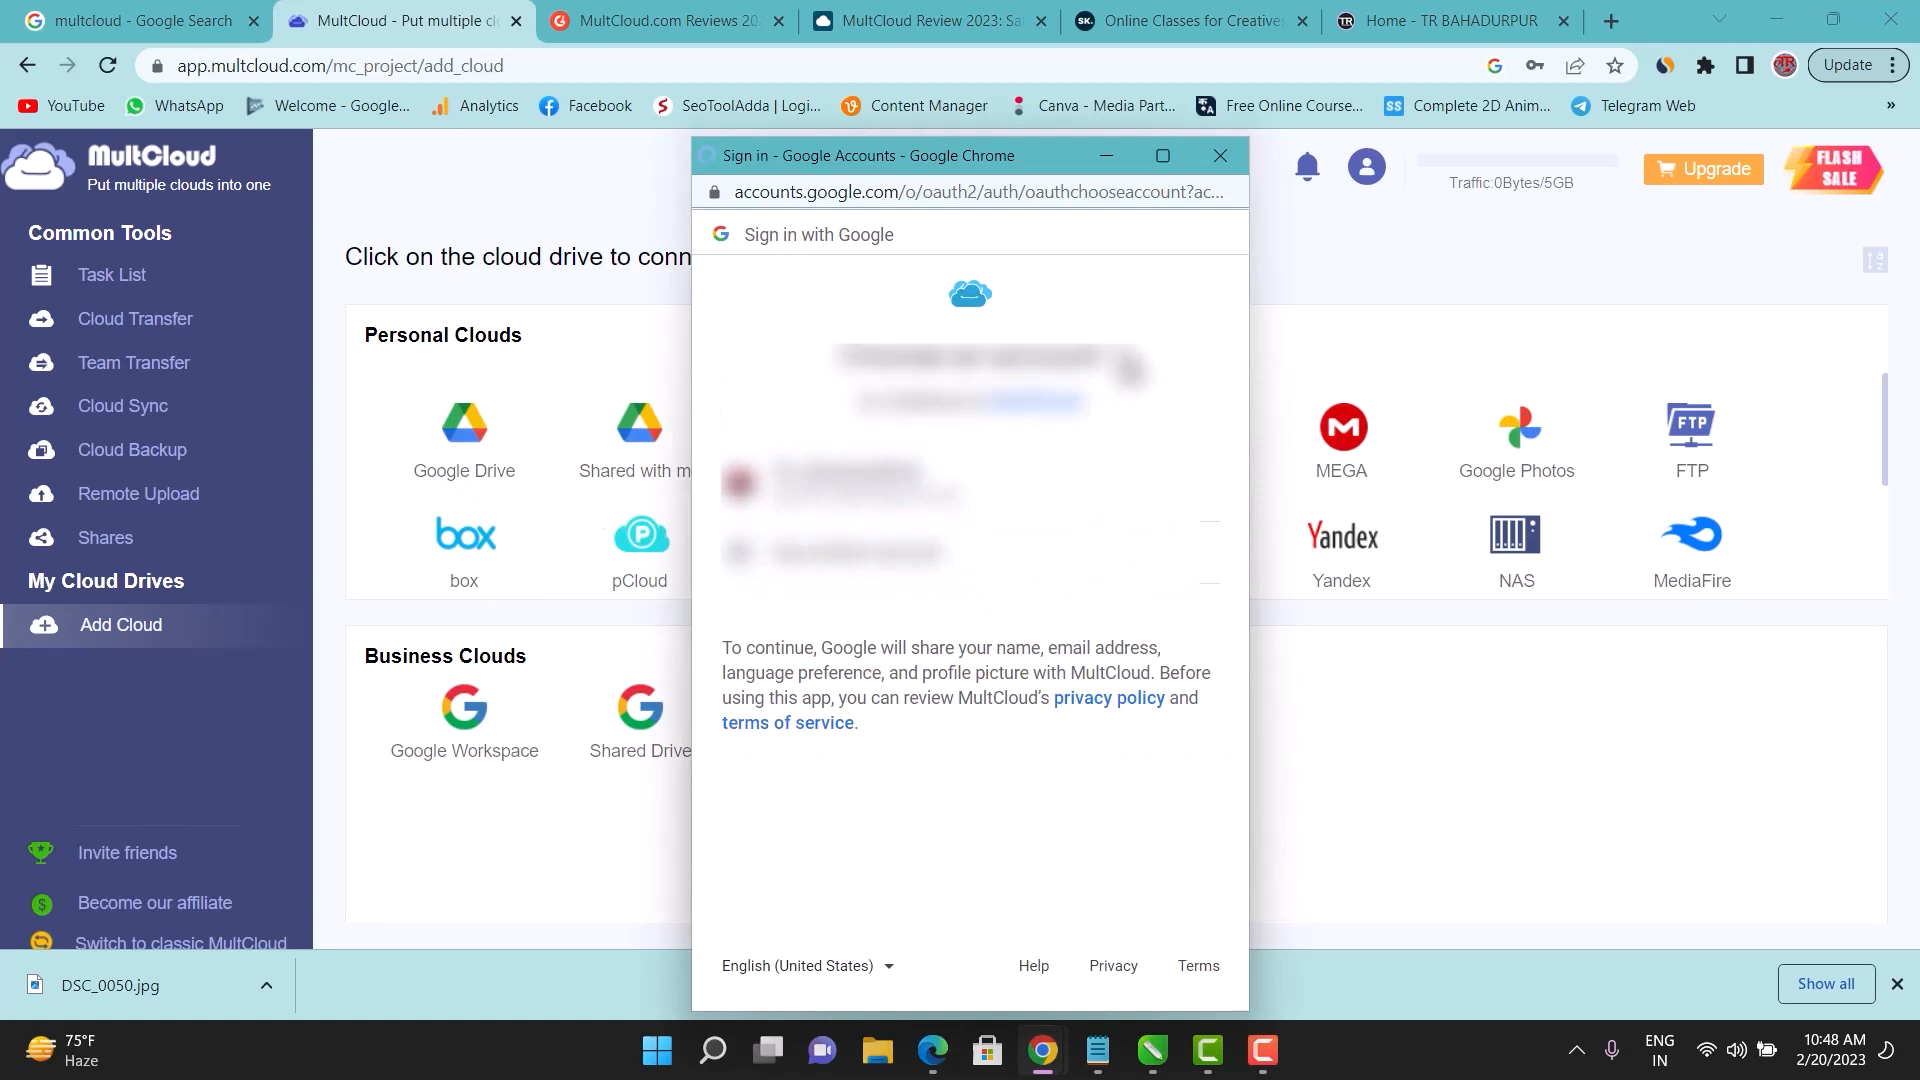 multcloud - Google Search
MultCloud - Put multiple cl
MultCloud.com Reviews 202
MultCloud Review 2023: Sa
Online Classes for Creatives
Home - TR BAHADURPUR
app.multcloud.com/mc_project/add_cloud
Update
YouTube
WhatsApp
Welcome - Google...
Analytics
Facebook
SeoToolAdda | Logi...
Content Manager
Canva - Media Part...
Free Online Course...
Complete 2D Anim...
Telegram Web
»
MultCloud
Put multiple clouds into one
Common Tools
Task List
Cloud Transfer
Team Transfer
Cloud Sync
Cloud Backup
Remote Upload
Shares
My Cloud Drives
Add Cloud
Invite friends
Become our affiliate
Switch to classic MultCloud
Traffic:0Bytes/5GB
Upgrade
FLASH
SALE
Click on the cloud drive to conn
Personal Clouds
Google Drive
Shared with m
MEGA
Google Photos
FTP
FTP
box
box
pCloud
Yandex
Yandex
NAS
MediaFire
Business Clouds
Google Workspace
Shared Drive
Sign in - Google Accounts - Google Chrome
accounts.google.com/o/oauth2/auth/oauthchooseaccount?ac...
Sign in with Google
To continue, Google will share your name, email address,
language preference, and profile picture with MultCloud. Before
using this app, you can review MultCloud's privacy policy and
terms of service.
English (United States)
Help
Privacy
Terms
DSC_0050.jpg
Show all
75°F
Haze
ENG
IN
10:48 AM
2/20/2023